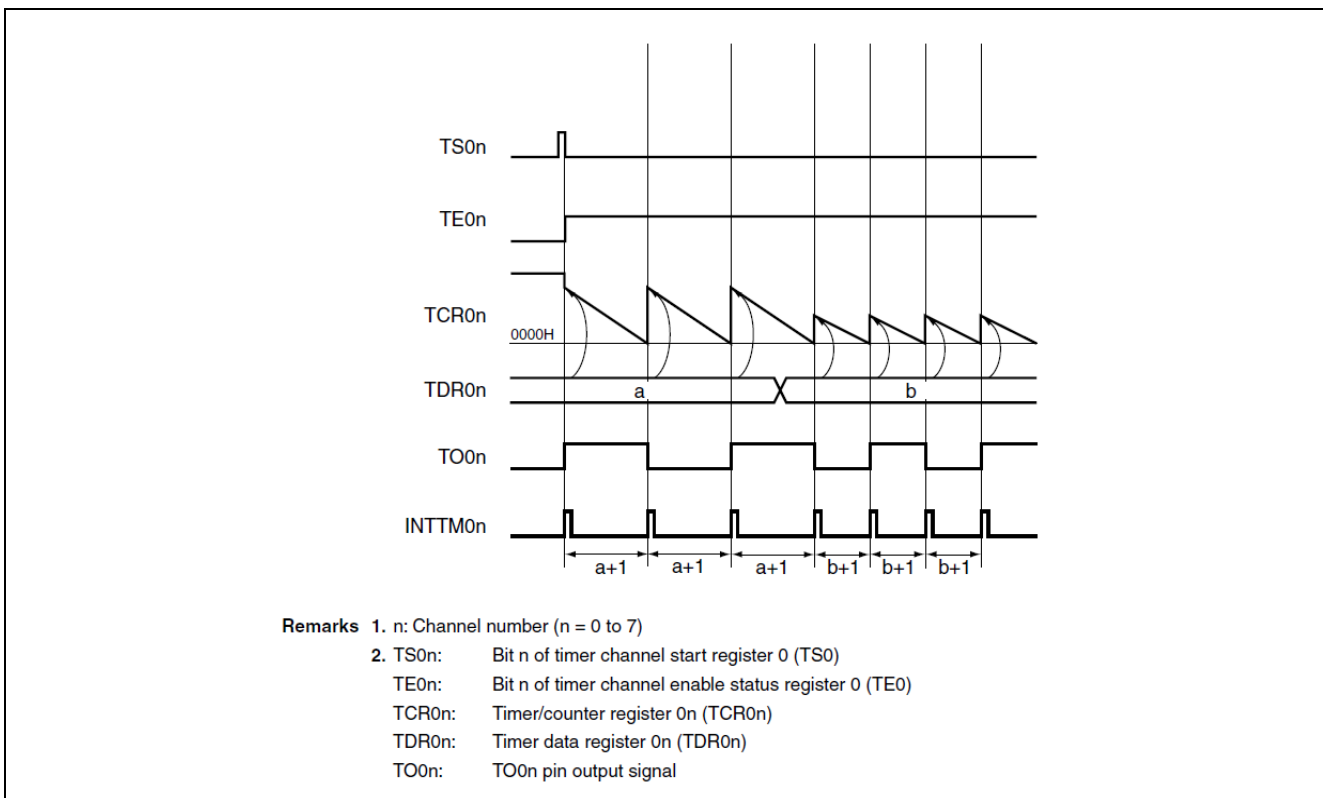 TS0n
TE0n
TCR0n
0000H
TDR0n
a
b
TO0n
INTTM0n
a+1 a+1 a+1 b+1 b+1 b+1
Remarks 1. n: Channel number (n = 0 to 7)
2. TS0n: Bit n of timer channel start register 0 (TS0)
TE0n: Bit n of timer channel enable status register 0 (TE0)
TCR0n: Timer/counter register 0n (TCR0n)
TDR0n: Timer data register 0n (TDR0n)
TO0n: TO0n pin output signal